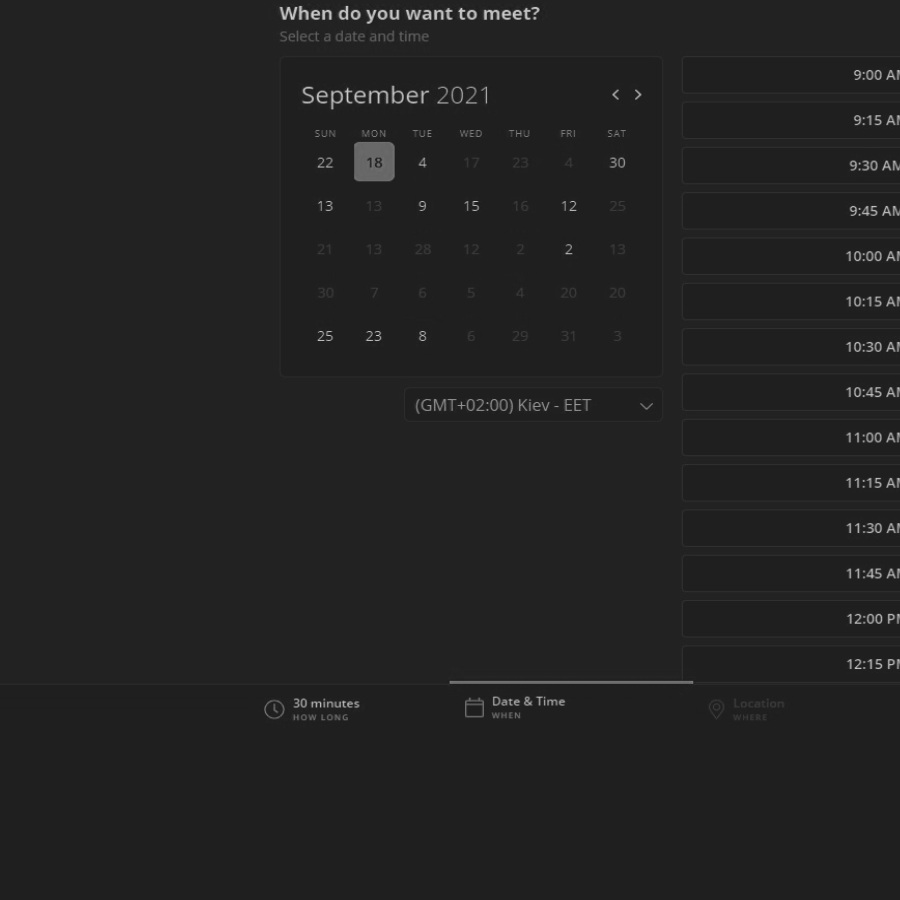 When do you want to meet?
Select a date and time
September 2021
SUN MON TUE WED THU FRI SAT
22 18 4 17 23 4 30
13 13 9 15 16 12 25
21 13 28 12 2 2 13
30 7 6 5 4 20 20
25 23 8 6 29 31 3
(GMT+02:00) Kiev - EET
9:00 AM
9:15 AM
9:30 AM
9:45 AM
10:00 AM
10:15 AM
10:30 AM
10:45 AM
11:00 AM
11:15 AM
11:30 AM
11:45 AM
12:00 PM
12:15 PM
30 minutes
HOW LONG
Date & Time
WHEN
Location
WHERE